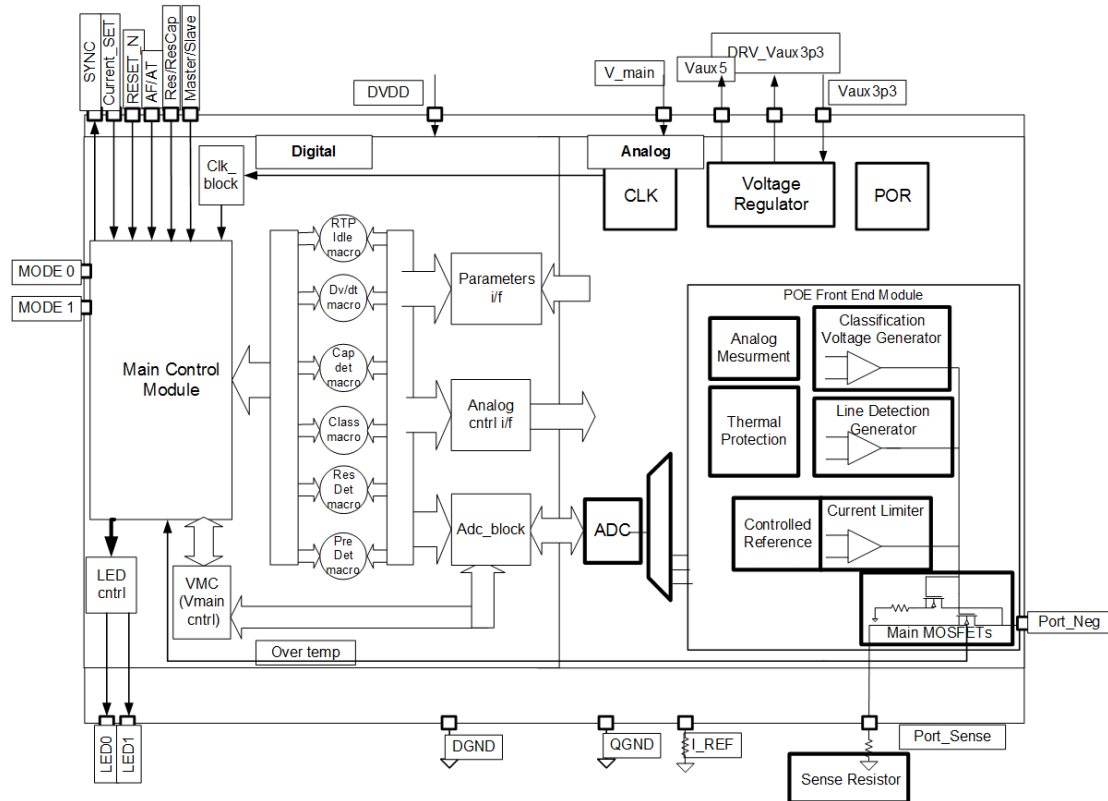 SYNC
Current_SET
RESET_N
AF/AT
Res/ResCap
Master/Slave
DVDD
V_main
Vaux5
DRV_Vaux3p3
Vaux3p3
Digital
Analog
Clk_
block
CLK
Voltage
Regulator
POR
MODE 0
MODE 1
Main Control
Module
RTP
Idle
macro
Dv/dt
macro
Cap
det
macro
Class
macro
Res
Det
macro
Pre
Det
macro
Parameters
i/f
Analog
cntrl i/f
Adc_block
ADC
POE Front End Module
Analog
Mesurment
Classification
Voltage Generator
Thermal
Protection
Line Detection
Generator
Controlled
Reference
Current Limiter
Main MOSFETs
Port_Neg
LED
cntrl
VMC
(Vmain
cntrl)
Over temp
LED0
LED1
DGND
QGND
I_REF
Port_Sense
Sense Resistor